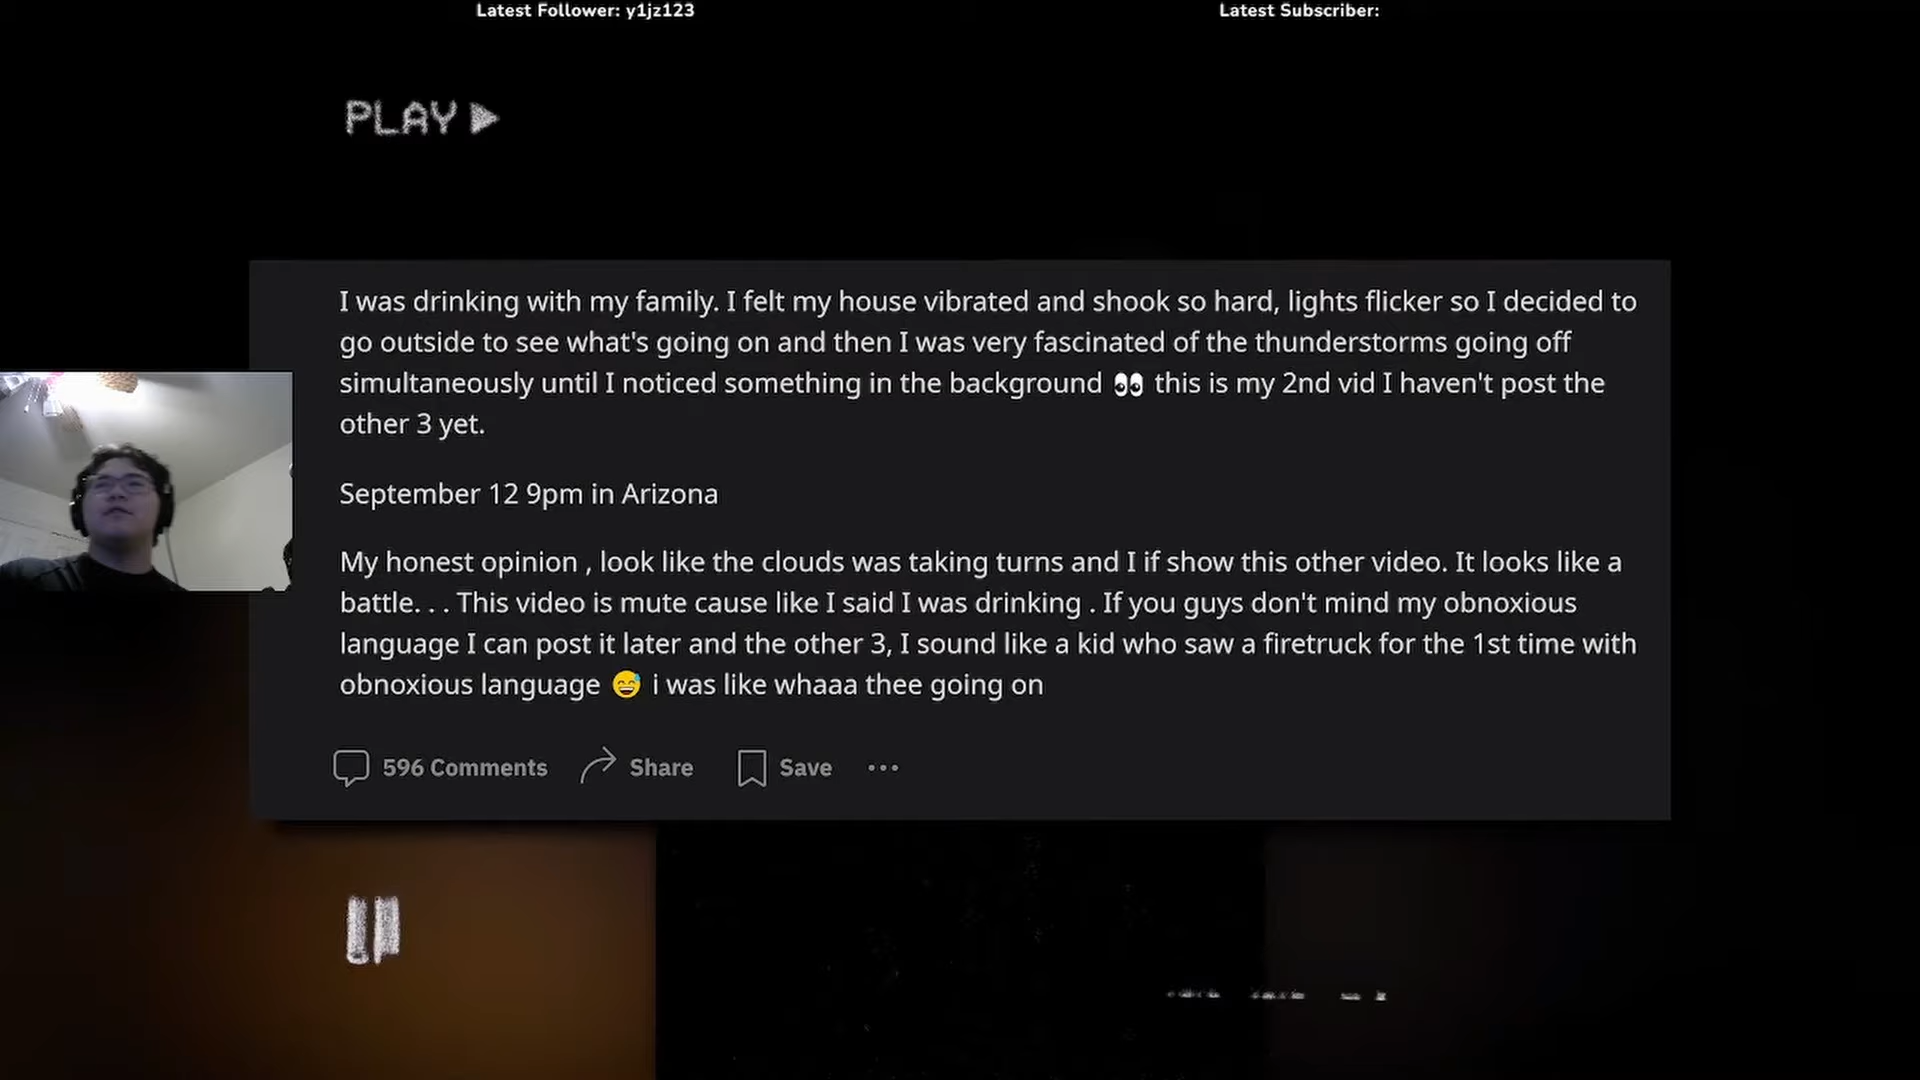 Latest Follower: y1jz123
Latest Subscriber:
PLAY
I was drinking with my family. I felt my house vibrated and shook so hard, lights flicker so I decided to
go outside to see what's going on and then I was very fascinated of the thunderstorms going off
simultaneously until I noticed something in the background 👀 this is my 2nd vid I haven't post the
other 3 yet.
September 12 9pm in Arizona
My honest opinion , look like the clouds was taking turns and I if show this other video. It looks like a
battle. . . This video is mute cause like I said I was drinking . If you guys don't mind my obnoxious
language I can post it later and the other 3, I sound like a kid who saw a firetruck for the 1st time with
obnoxious language 😅 i was like whaaa thee going on
596 Comments Share Save ...